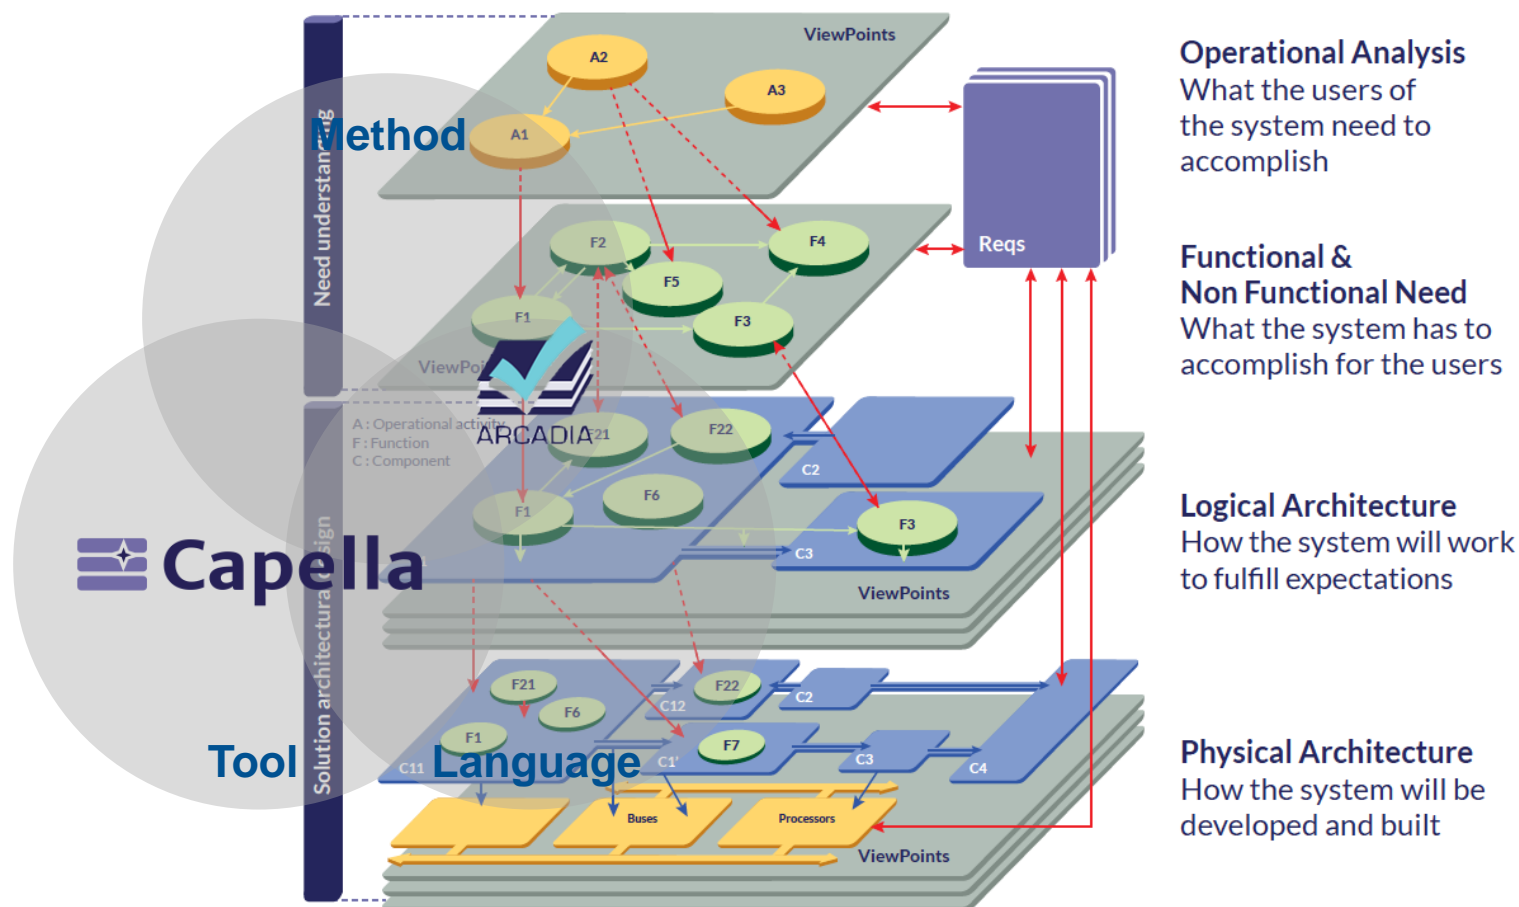 ViewPoints
A2
A3
A1
Method
Need understanding
Operational Analysis
What the users of
the system need to
accomplish
Reqs
F2
F4
F5
F1
F3
Functional &
Non Functional Need
What the system has to
accomplish for the users
A : Operational activity
F : Function
C : Component
ARCADIA
F21
F22
C2
F6
F1
F3
C3
ViewPoints
Logical Architecture
How the system will work
to fulfill expectations
Capella
F21
F6
F1
C11
F22
C12
C2
F7
C1'
C3
C4
Tool
Language
Buses
Processors
ViewPoints
Physical Architecture
How the system will be
developed and built